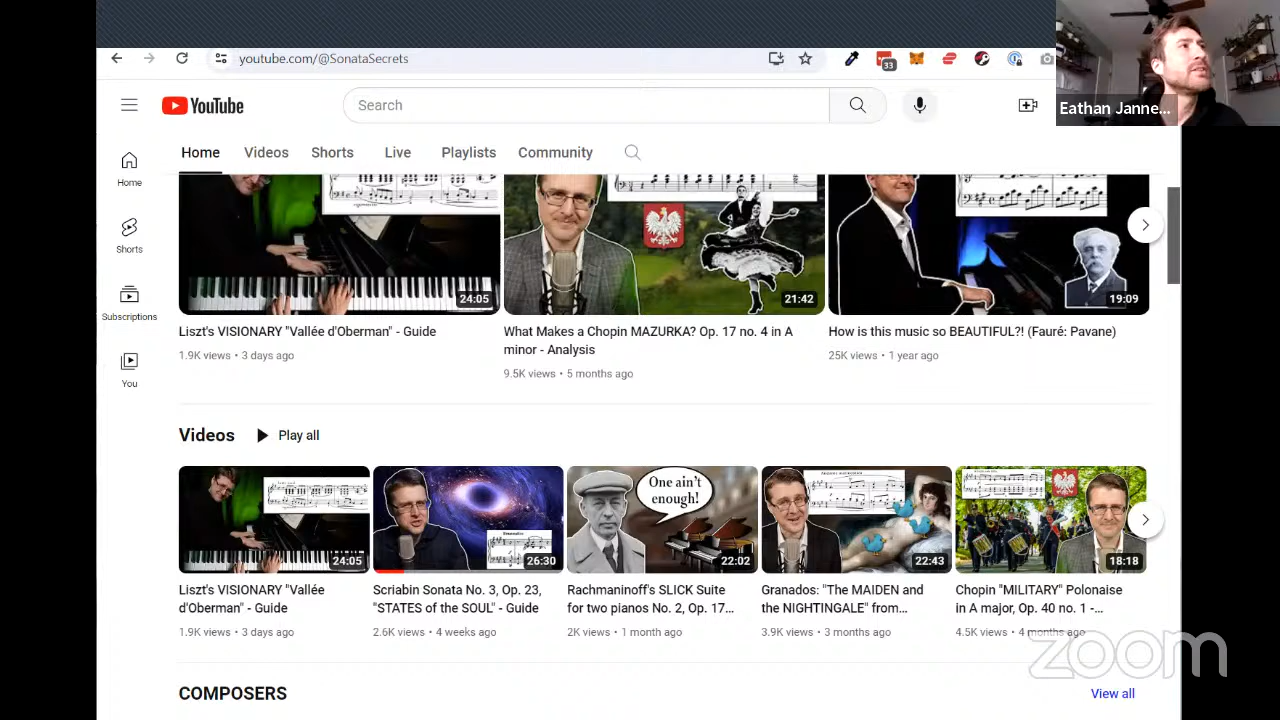 youtube.com/@SonataSecrets
33
Eathan Janne...
YouTube
Search
Home
Videos
Shorts
Live
Playlists
Community
Home
Shorts
Subscriptions
You
24:05
21:42
19:09
Liszt's VISIONARY "Vallée d'Oberman" - Guide
1.9K views • 3 days ago
What Makes a Chopin MAZURKA? Op. 17 no. 4 in A
minor - Analysis
9.5K views • 5 months ago
How is this music so BEAUTIFUL?! (Fauré: Pavane)
25K views • 1 year ago
Videos
Play all
24:05
26:30
One ain't
enough!
22:02
22:43
18:18
Liszt's VISIONARY "Vallée
d'Oberman" - Guide
1.9K views • 3 days ago
Scriabin Sonata No. 3, Op. 23,
"STATES of the SOUL" - Guide
2.6K views • 4 weeks ago
Rachmaninoff's SLICK Suite
for two pianos No. 2, Op. 17...
2K views • 1 month ago
Granados: "The MAIDEN and
the NIGHTINGALE" from...
3.9K views • 3 months ago
Chopin "MILITARY" Polonaise
in A major, Op. 40 no. 1 -...
4.5K views • 4 months ago
zoom
COMPOSERS
View all